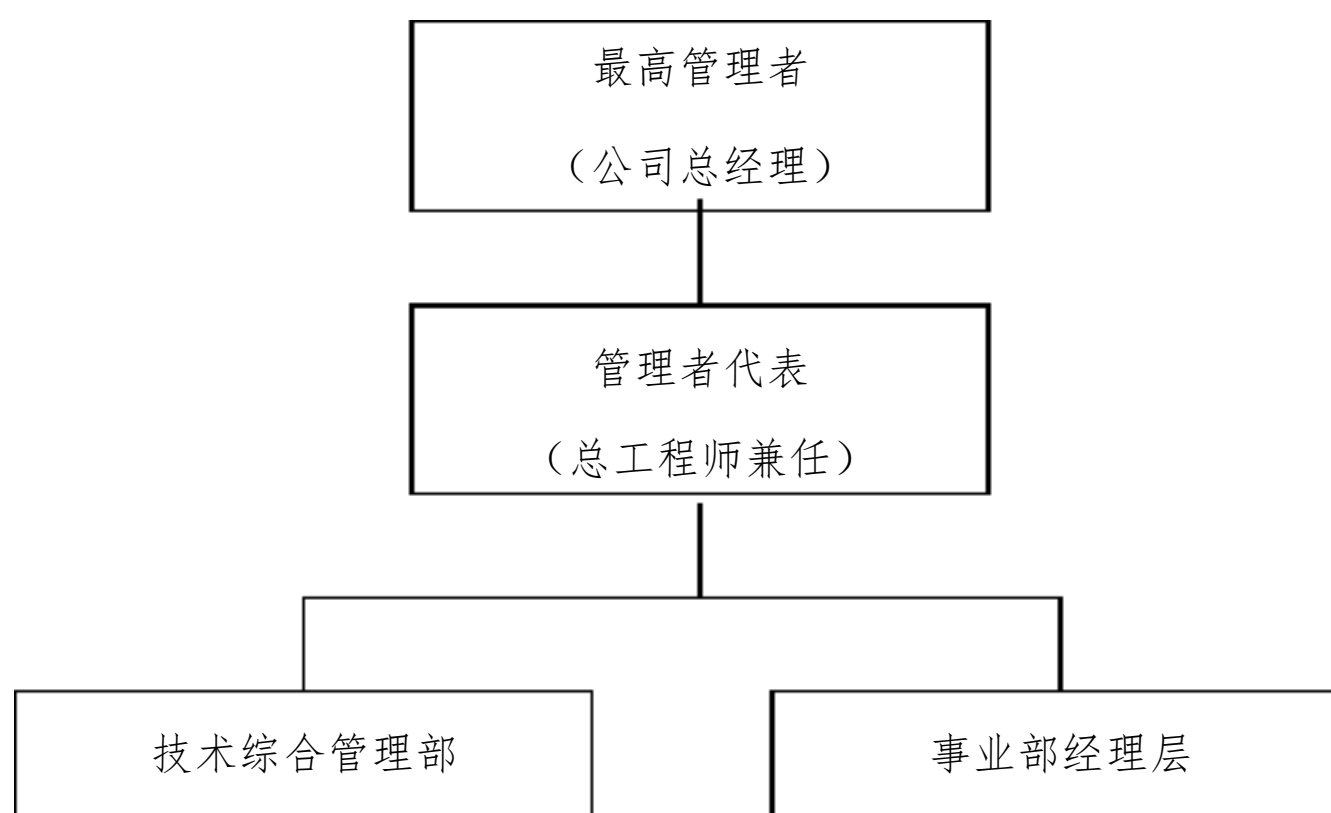 最高管理者
（公司总经理）
管理者代表
（总工程师兼任）
技术综合管理部
事业部经理层